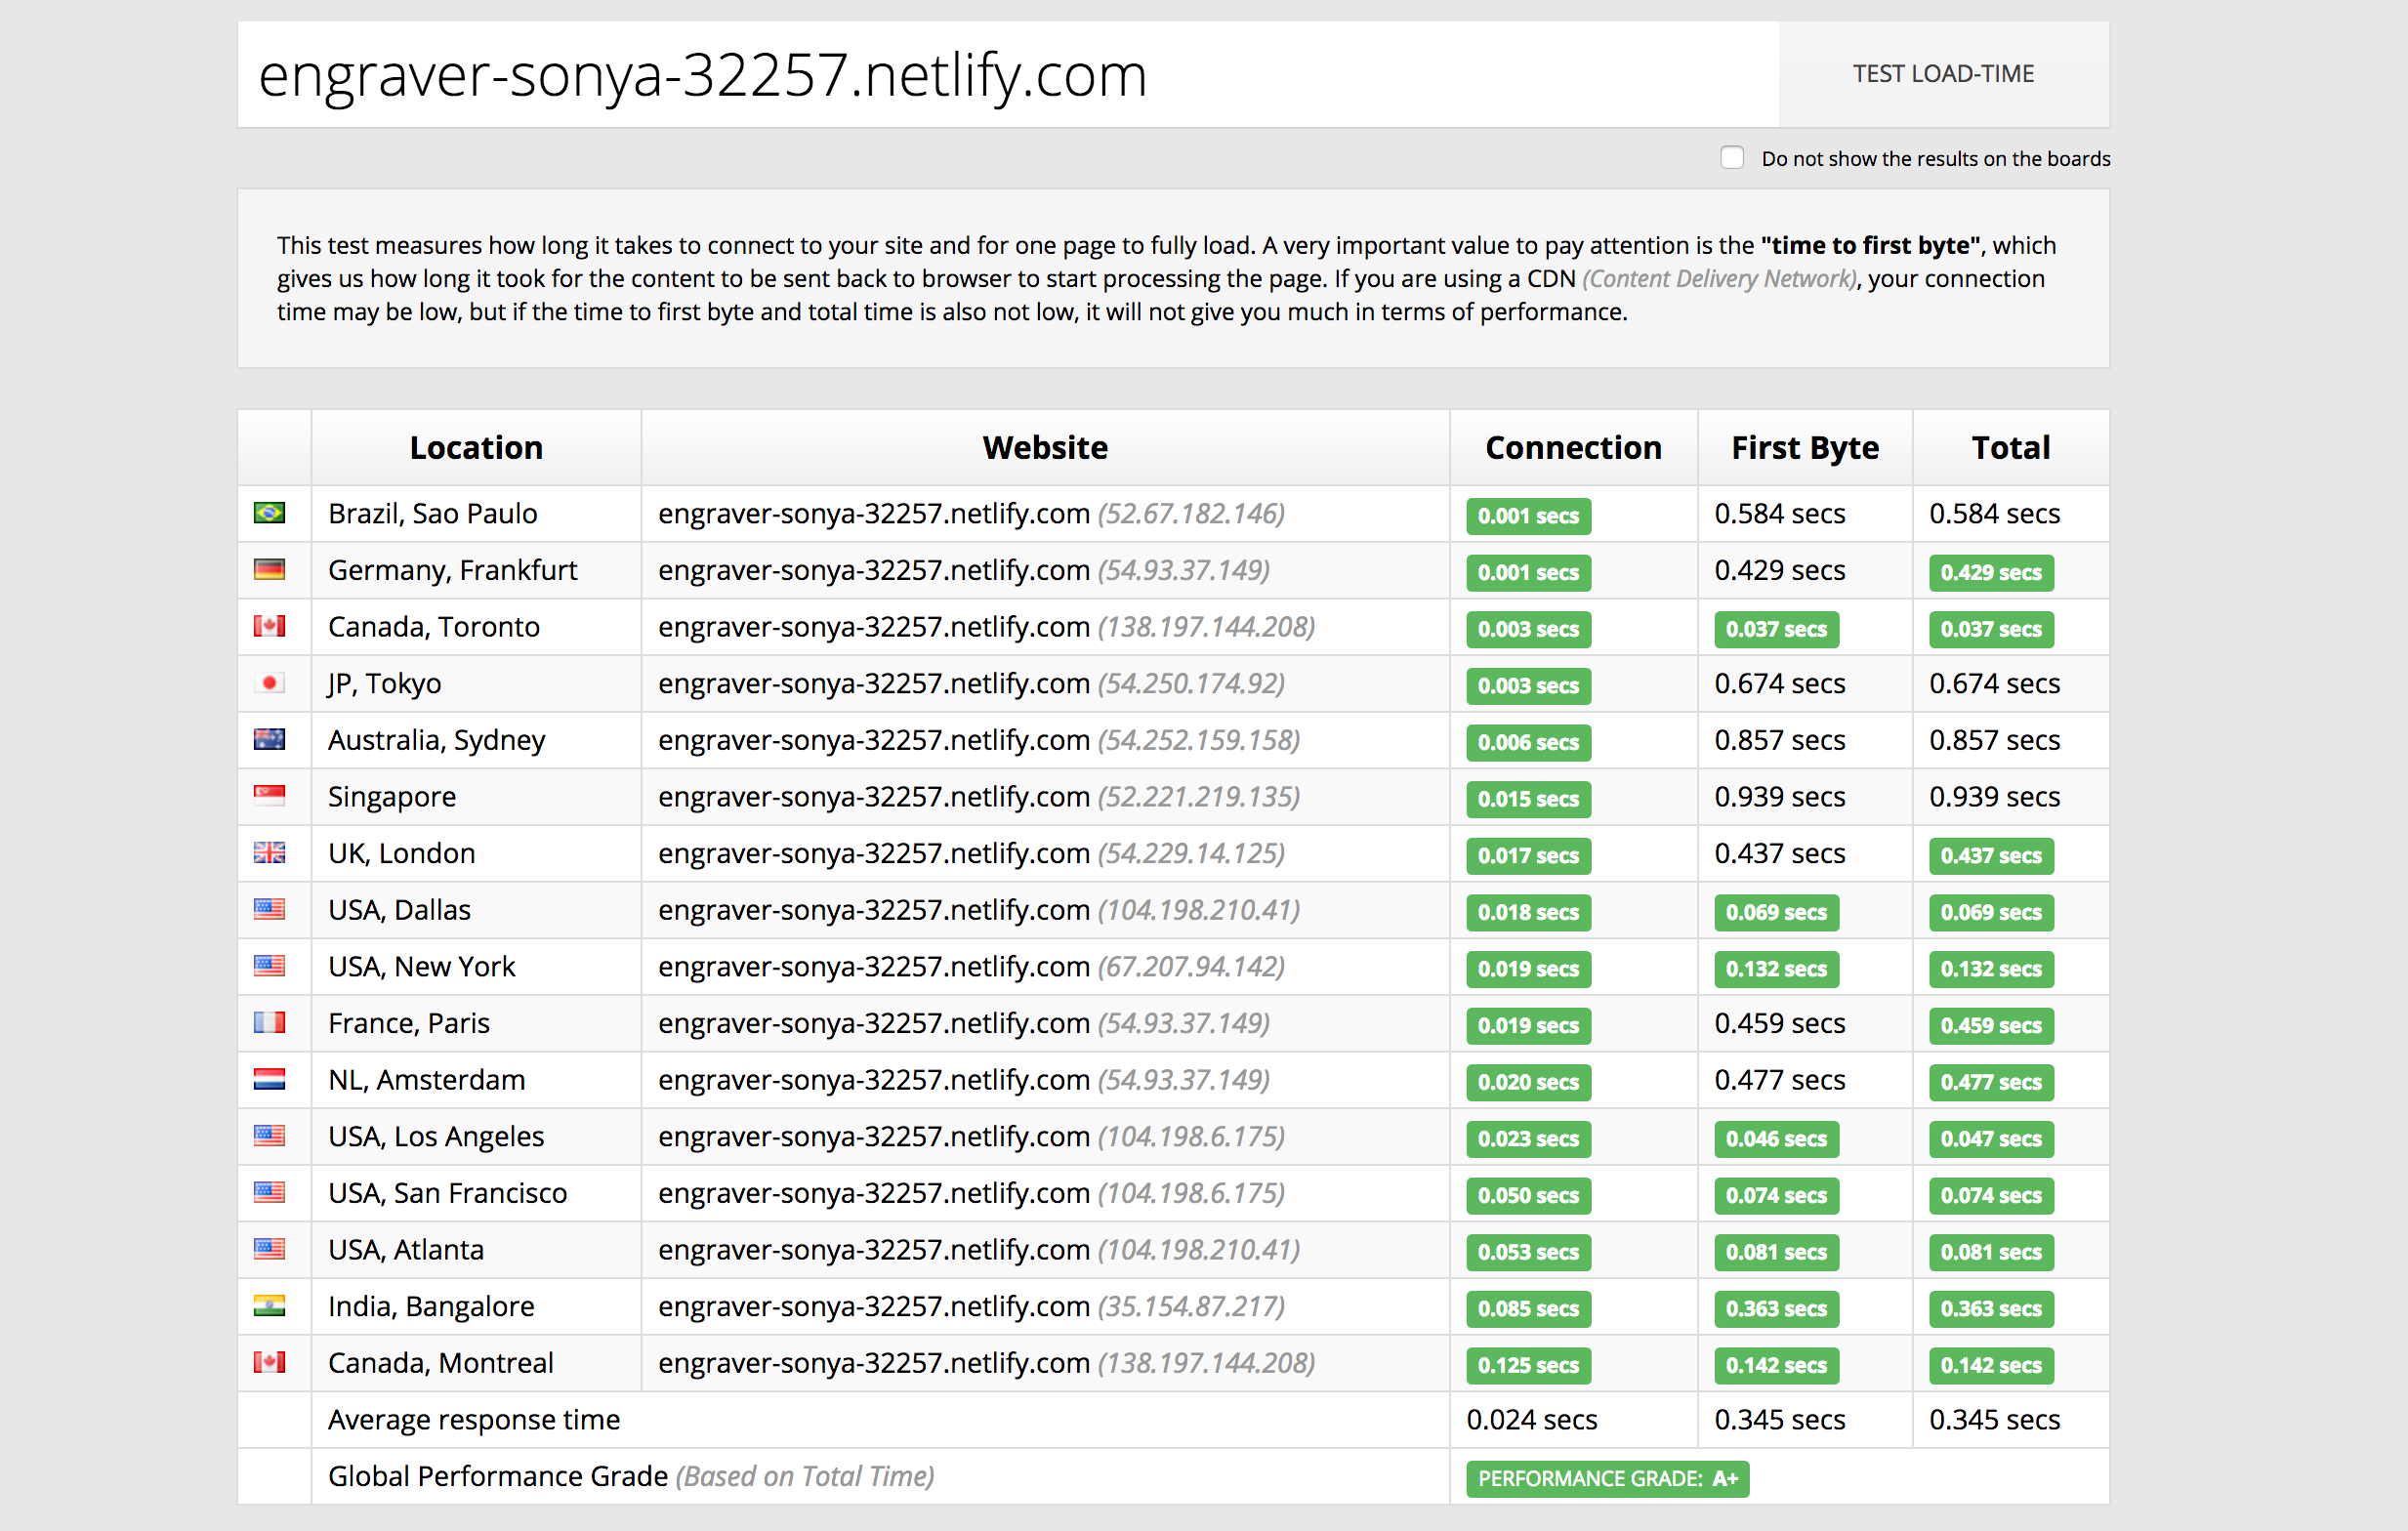 engraver-sonya-32257.netlify.com TEST LOAD-TIME
Do not show the results on the boards
This test measures how long it takes to connect to your site and for one page to fully load. A very important value to pay attention is the "time to first byte", which
gives us how long it took for the content to be sent back to browser to start processing the page. If you are using a CDN (Content Delivery Network), your connection
time may be low, but if the time to first byte and total time is also not low, it will not give you much in terms of performance.
Location Website Connection First Byte Total
Brazil, Sao Paulo engraver-sonya-32257.netlify.com (52.67.182.146) 0.001 secs 0.584 secs 0.584 secs
Germany, Frankfurt engraver-sonya-32257.netlify.com (54.93.37.149) 0.001 secs 0.429 secs 0.429 secs
Canada, Toronto engraver-sonya-32257.netlify.com (138.197.144.208) 0.003 secs 0.037 secs 0.037 secs
JP, Tokyo engraver-sonya-32257.netlify.com (54.250.174.92) 0.003 secs 0.674 secs 0.674 secs
Australia, Sydney engraver-sonya-32257.netlify.com (54.252.159.158) 0.006 secs 0.857 secs 0.857 secs
Singapore engraver-sonya-32257.netlify.com (52.221.219.135) 0.015 secs 0.939 secs 0.939 secs
UK, London engraver-sonya-32257.netlify.com (54.229.14.125) 0.017 secs 0.437 secs 0.437 secs
USA, Dallas engraver-sonya-32257.netlify.com (104.198.210.41) 0.018 secs 0.069 secs 0.069 secs
USA, New York engraver-sonya-32257.netlify.com (67.207.94.142) 0.019 secs 0.132 secs 0.132 secs
France, Paris engraver-sonya-32257.netlify.com (54.93.37.149) 0.019 secs 0.459 secs 0.459 secs
NL, Amsterdam engraver-sonya-32257.netlify.com (54.93.37.149) 0.020 secs 0.477 secs 0.477 secs
USA, Los Angeles engraver-sonya-32257.netlify.com (104.198.6.175) 0.023 secs 0.046 secs 0.047 secs
USA, San Francisco engraver-sonya-32257.netlify.com (104.198.6.175) 0.050 secs 0.074 secs 0.074 secs
USA, Atlanta engraver-sonya-32257.netlify.com (104.198.210.41) 0.053 secs 0.081 secs 0.081 secs
India, Bangalore engraver-sonya-32257.netlify.com (35.154.87.217) 0.085 secs 0.363 secs 0.363 secs
Canada, Montreal engraver-sonya-32257.netlify.com (138.197.144.208) 0.125 secs 0.142 secs 0.142 secs
Average response time 0.024 secs 0.345 secs 0.345 secs
Global Performance Grade (Based on Total Time) PERFORMANCE GRADE: A+